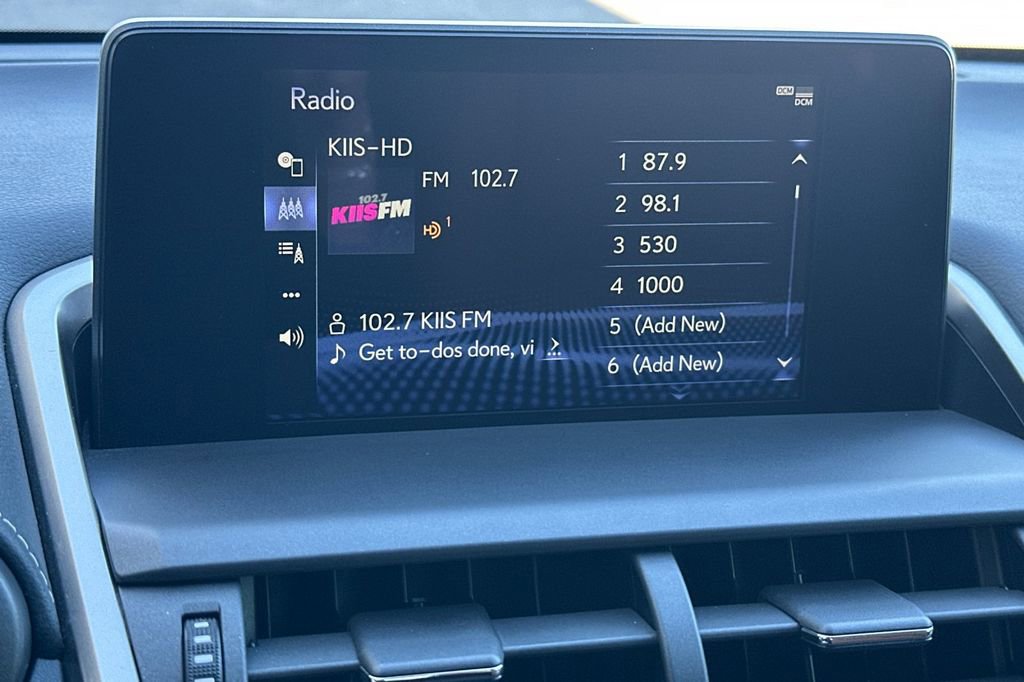 Radio
DCM
DCM
KIIS-HD
FM 102.7
102.7
KIISFM
HD 1
102.7 KIIS FM
Get to-dos done, vi
1 87.9
2 98.1
3 530
4 1000
5 (Add New)
6 (Add New)